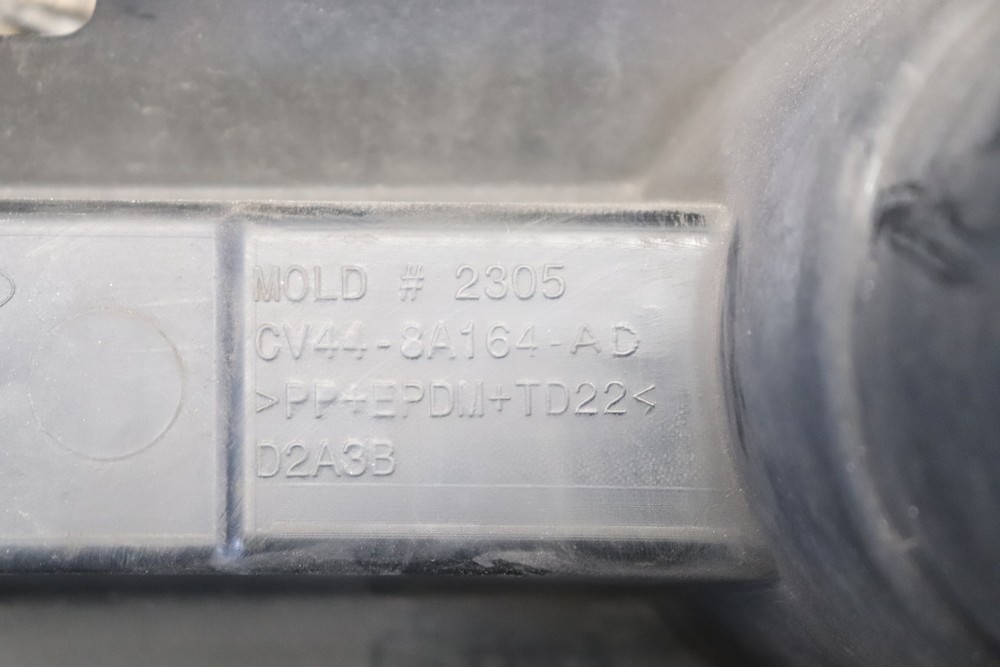 MOLD # 2305
CV44-8A164-AD
>PP+EPDM+TD22<
D2A3B